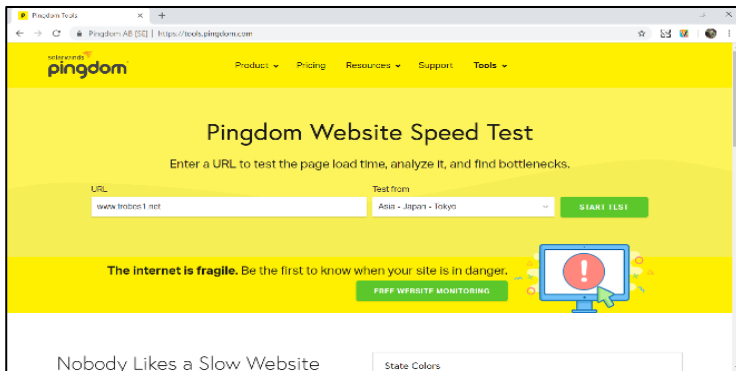 Pingdom Tools
Pingdom AB [SE] | https://tools.pingdom.com
solarwinds
pingdom
Product Pricing Resources Support Tools
Pingdom Website Speed Test
Enter a URL to test the page load time, analyze it, and find bottlenecks.
URL Test from
www.trobos1.net Asia - Japan - Tokyo START TEST
The internet is fragile. Be the first to know when your site is in danger.
FREE WEBSITE MONITORING
Nobody Likes a Slow Website
State Colors